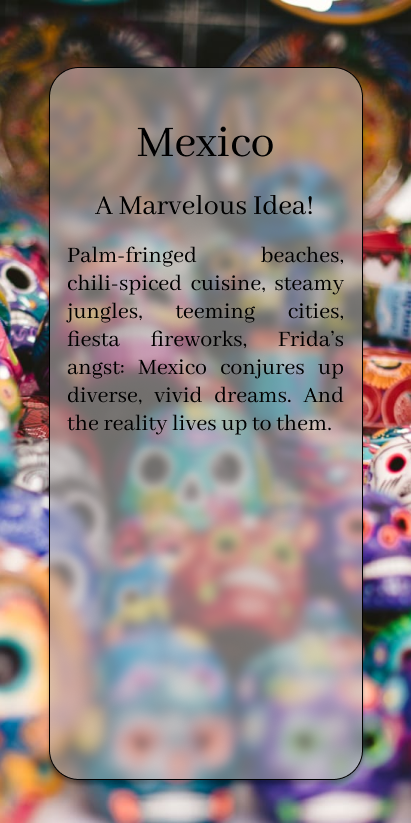 Mexico
A Marvelous Idea!
Palm-fringed beaches,
chili-spiced cuisine, steamy
jungles, teeming cities,
fiesta fireworks, Frida's
angst: Mexico conjures up
diverse, vivid dreams. And
the reality lives up to them.